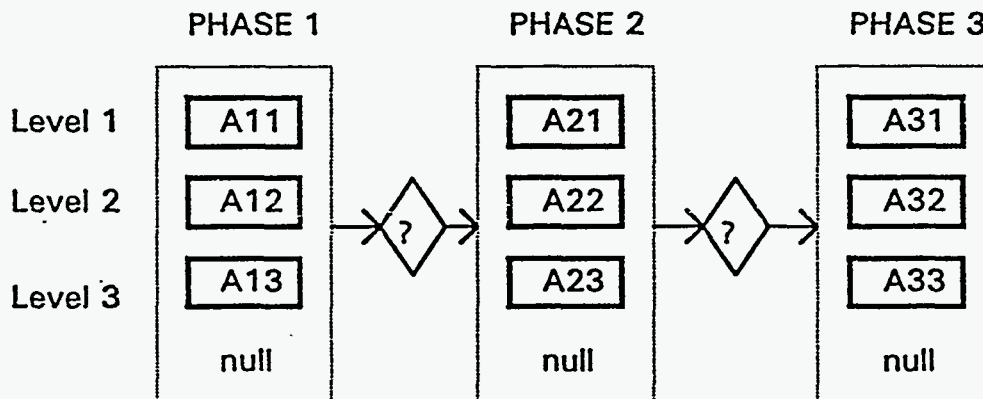 PHASE 1 PHASE 2 PHASE 3
Level 1 A11 A21 A31
Level 2 A12 ? A22 ? A32
Level 3 A13 A23 A33
null null null